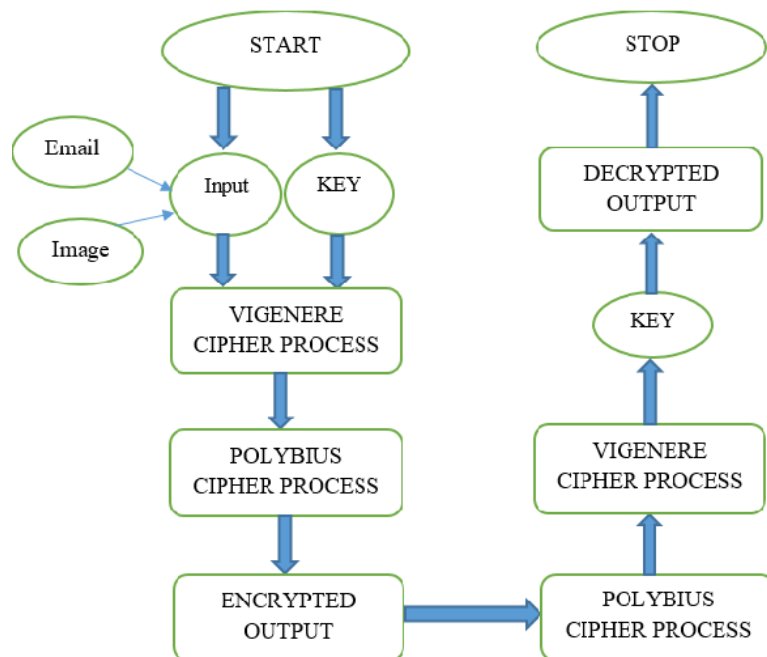 START
Email
Input
KEY
Image
VIGENERE
CIPHER PROCESS
POLYBIUS
CIPHER PROCESS
ENCRYPTED
OUTPUT
POLYBIUS
CIPHER PROCESS
VIGENERE
CIPHER PROCESS
KEY
DECRYPTED
OUTPUT
STOP